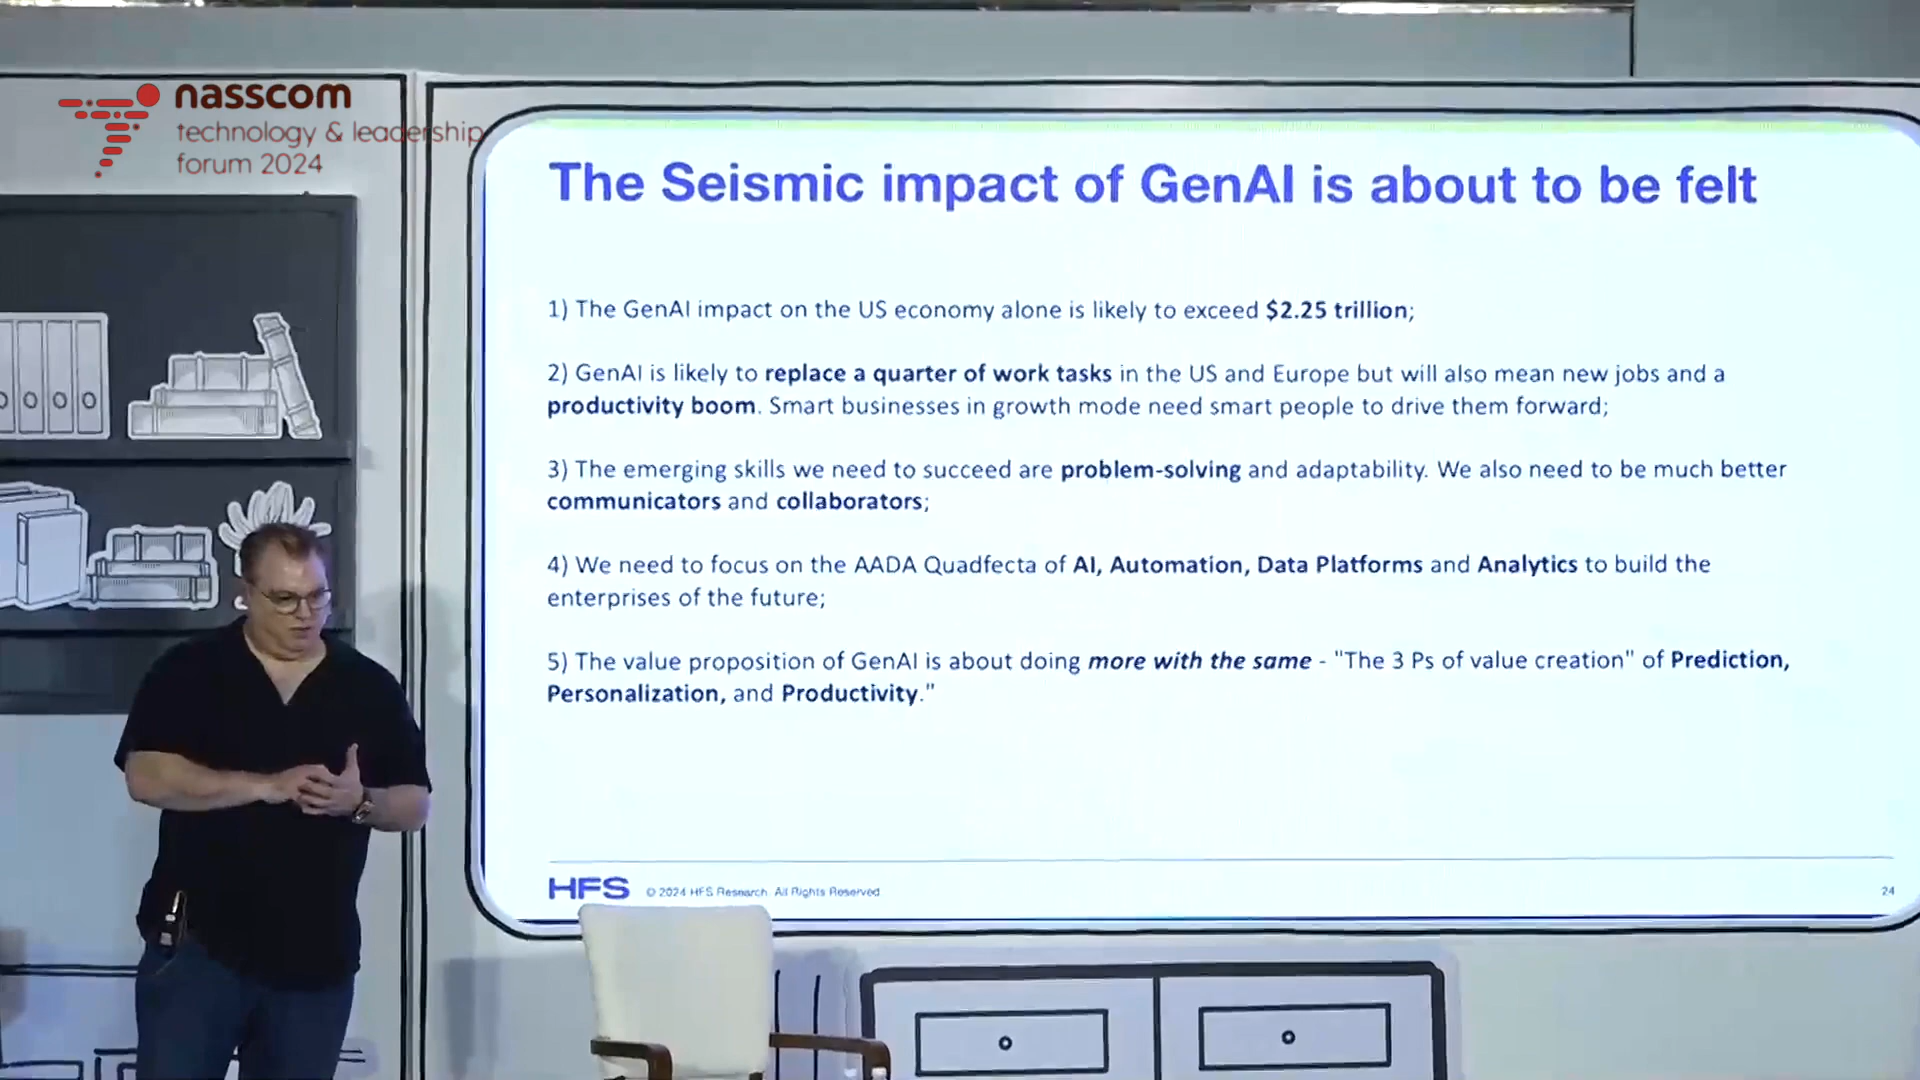 nasscom
technology & leadership
forum 2024
The Seismic impact of GenAI is about to be felt
1) The GenAI impact on the US economy alone is likely to exceed $2.25 trillion;
2) GenAI is likely to replace a quarter of work tasks in the US and Europe but will also mean new jobs and a
productivity boom. Smart businesses in growth mode need smart people to drive them forward;
3) The emerging skills we need to succeed are problem-solving and adaptability. We also need to be much better
communicators and collaborators;
4) We need to focus on the AADA Quadfecta of AI, Automation, Data Platforms and Analytics to build the
enterprises of the future;
5) The value proposition of GenAI is about doing more with the same - "The 3 Ps of value creation" of Prediction,
Personalization, and Productivity."
HFS © 2024 HFS Research. All Rights Reserved
24